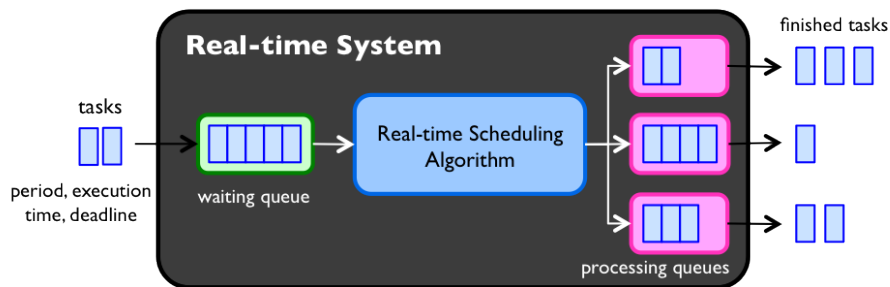 Real-time System
finished tasks
tasks
Real-time Scheduling
Algorithm
period, execution
time, deadline
waiting queue
processing queues